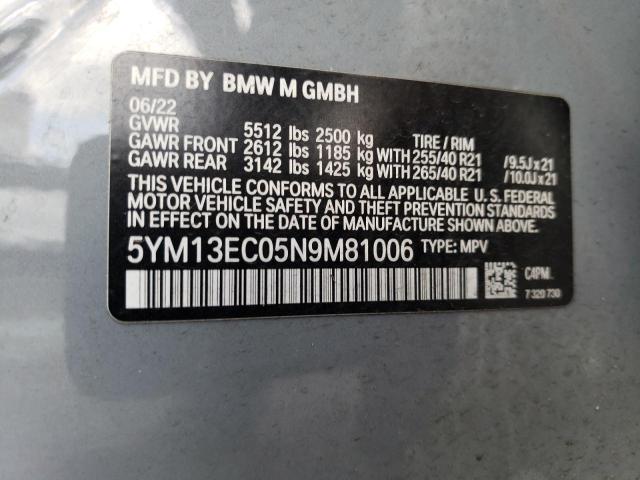 MFD BY BMW M GMBH
06/22
GVWR 5512 lbs 2500 kg TIRE / RIM
GAWR FRONT 2612 lbs 1185 kg WITH 255/40 R21 /9.5Jx21
GAWR REAR 3142 lbs 1425 kg WITH 265/40 R21 /10.0Jx21
THIS VEHICLE CONFORMS TO ALL APPLICABLE U. S. FEDERAL
MOTOR VEHICLE SAFETY AND THEFT PREVENTION STANDARDS
IN EFFECT ON THE DATE OF MANUFACTURE SHOWN ABOVE.
5YM13EC05N9M81006 TYPE: MPV
C4PM
7 320 730